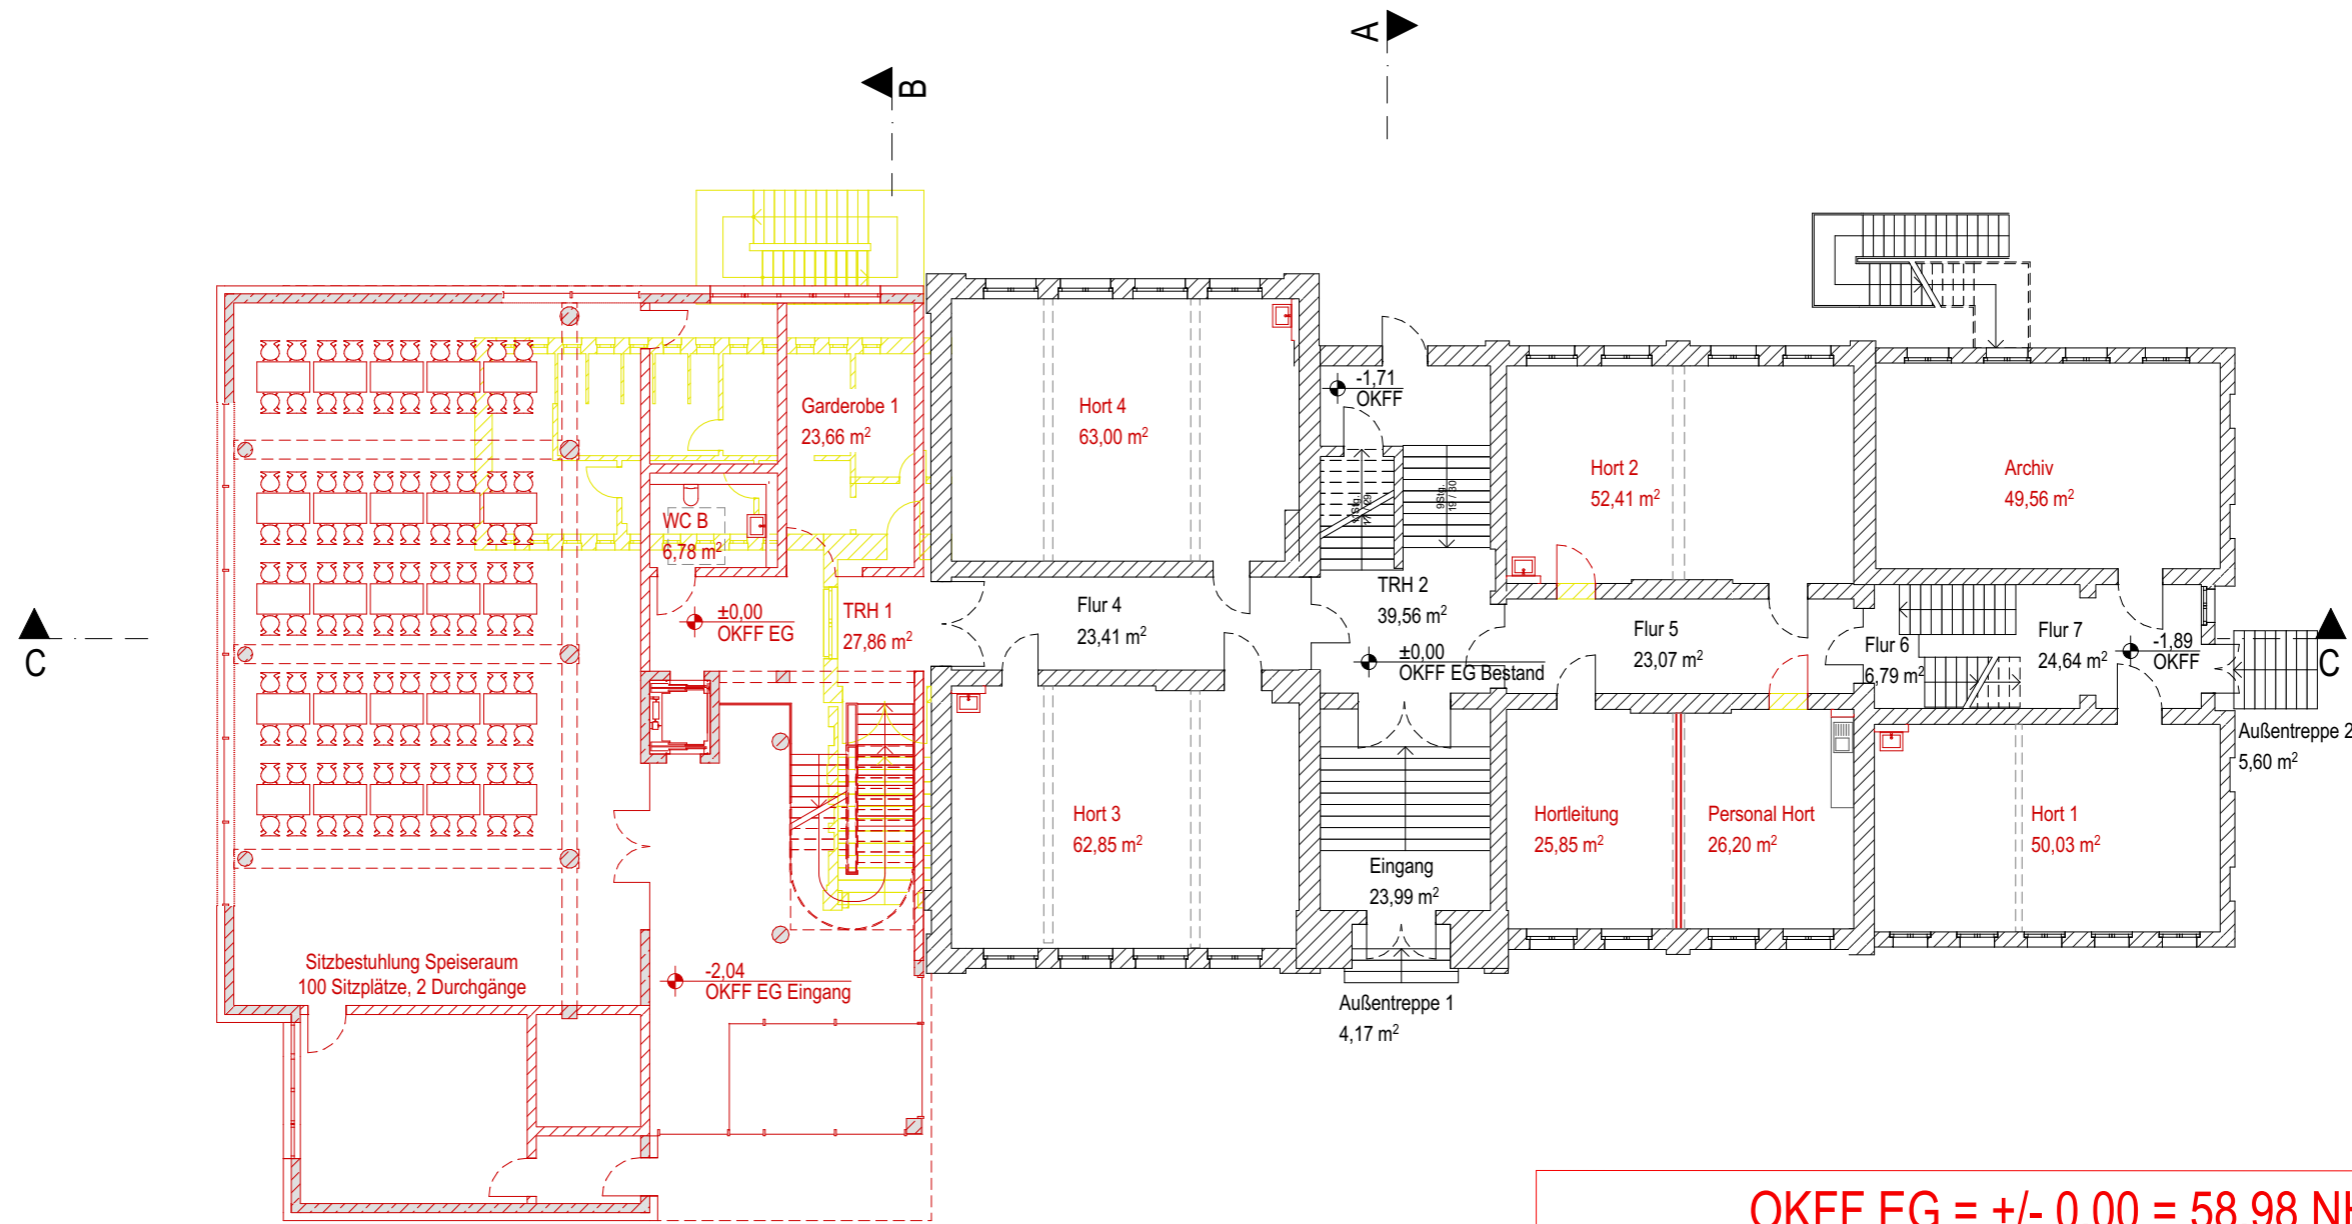 A
B
Garderobe 1
23,66 m²
Hort 4
63,00 m²
-1,71
OKFF
Hort 2
52,41 m²
Archiv
49,56 m²
9Stg.
19 / 30
WC B
6,78 m²
±0,00
OKFF EG
TRH 1
27,86 m²
Flur 4
23,41 m²
TRH 2
39,56 m²
±0,00
OKFF EG Bestand
Flur 5
23,07 m²
Flur 6
6,79 m²
Flur 7
24,64 m²
-1,89
OKFF
C
C
Außentreppe 2
5,60 m²
Hort 3
62,85 m²
Hortleitung
25,85 m²
Personal Hort
26,20 m²
Hort 1
50,03 m²
Eingang
23,99 m²
Sitzbestuhlung Speiseraum
100 Sitzplätze, 2 Durchgänge
-2,04
OKFF EG Eingang
Außentreppe 1
4,17 m²
OKFF EG = +/- 0,00 = 58,98